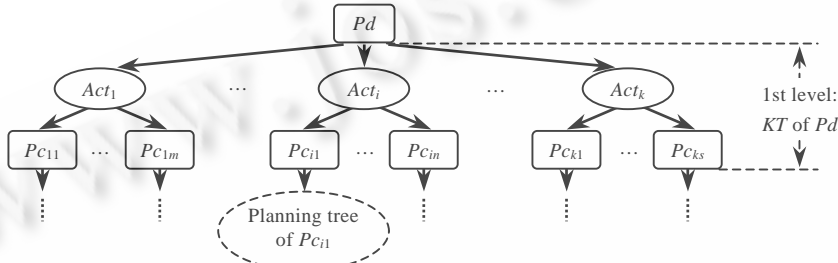 Pd
Act₁ … Actᵢ … Actₖ
1st level:
KT of Pd
Pc₁₁ … Pc₁ₘ Pcᵢ₁ … Pcᵢₙ Pcₖ₁ … Pcₖₛ
Planning tree
of Pcᵢ₁